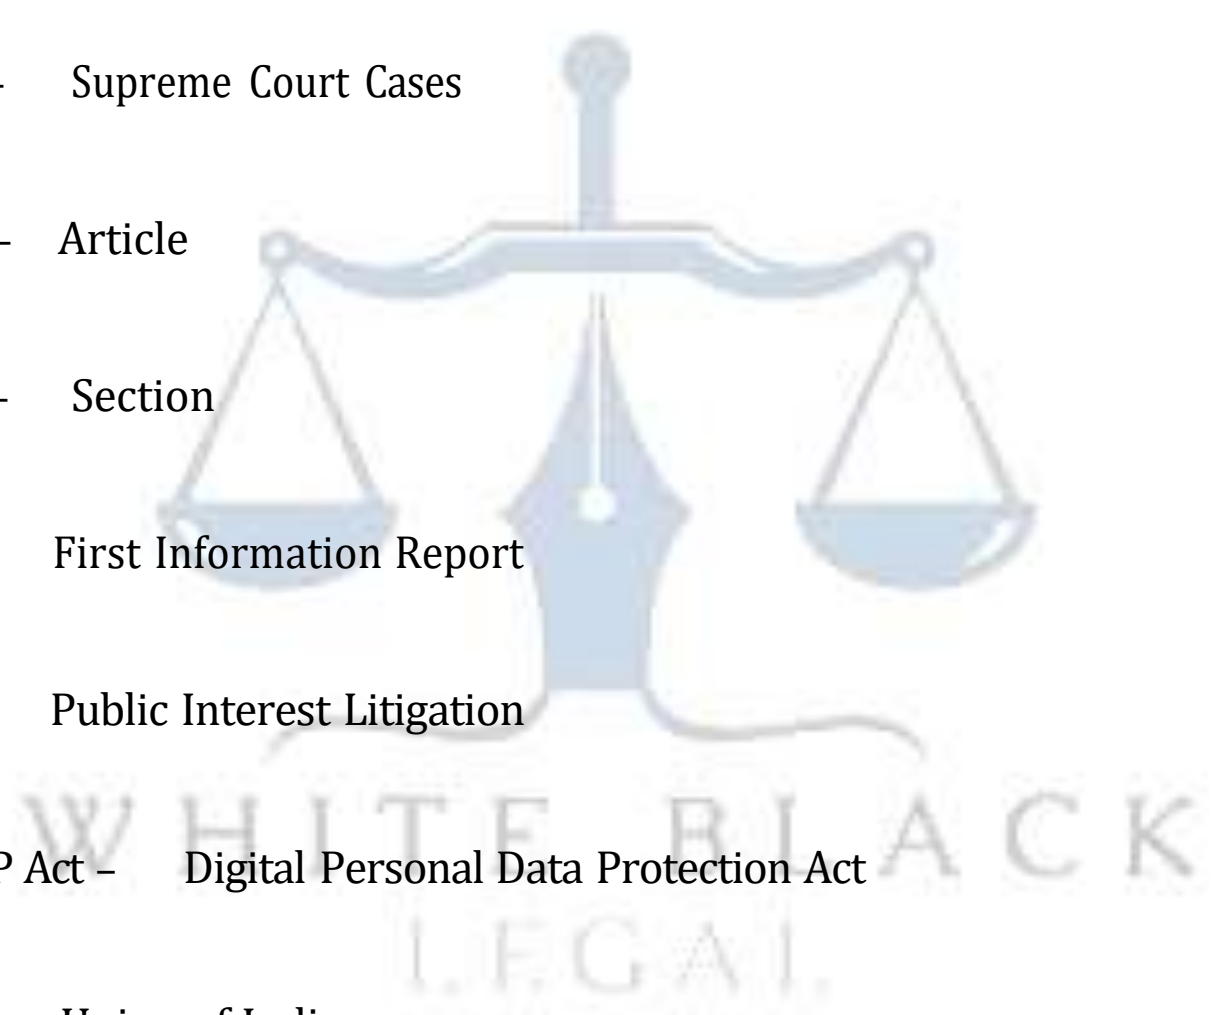 – Supreme Court Cases
– Article
– Section
First Information Report
Public Interest Litigation
P Act – Digital Personal Data Protection Act
WHITE BLACK
LEGAL